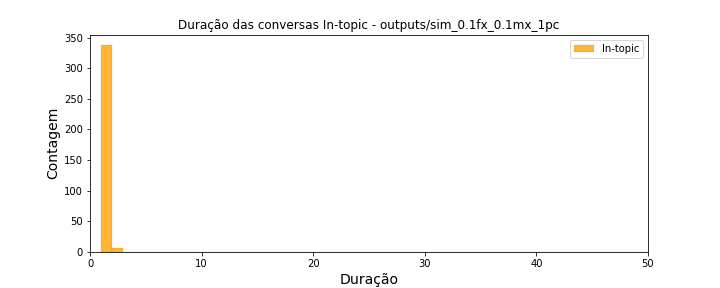 Duração das conversas In-topic - outputs/sim_0.1fx_0.1mx_1pc
In-topic
350
300
250
200
150
100
50
0
Contagem
0 10 20 30 40 50
Duração